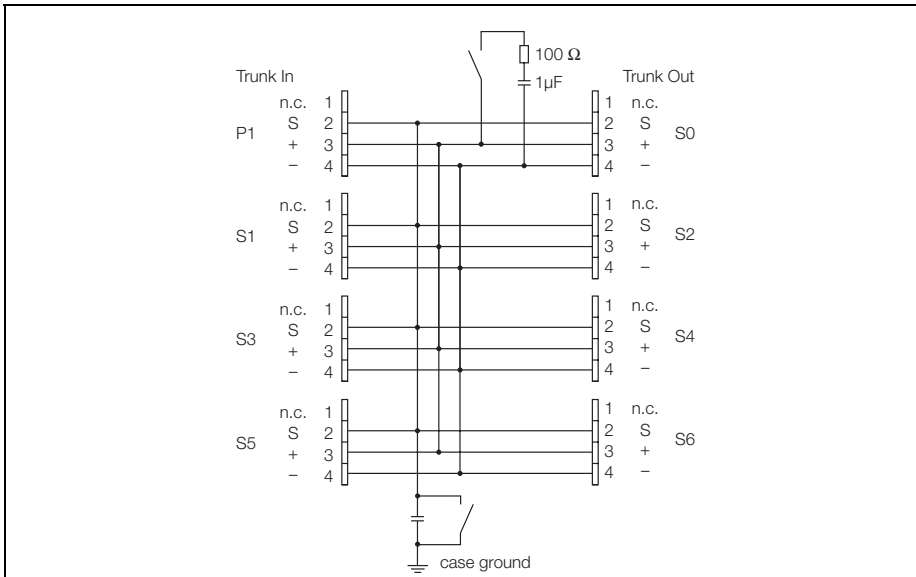 100 Ω
1µF
Trunk In
Trunk Out
n.c. 1
1 n.c.
P1 S 2
2 S S0
+ 3
3 +
– 4
4 –
n.c. 1
1 n.c.
S1 S 2
2 S S2
+ 3
3 +
– 4
4 –
n.c. 1
1 n.c.
S3 S 2
2 S S4
+ 3
3 +
– 4
4 –
n.c. 1
1 n.c.
S5 S 2
2 S S6
+ 3
3 +
– 4
4 –
case ground